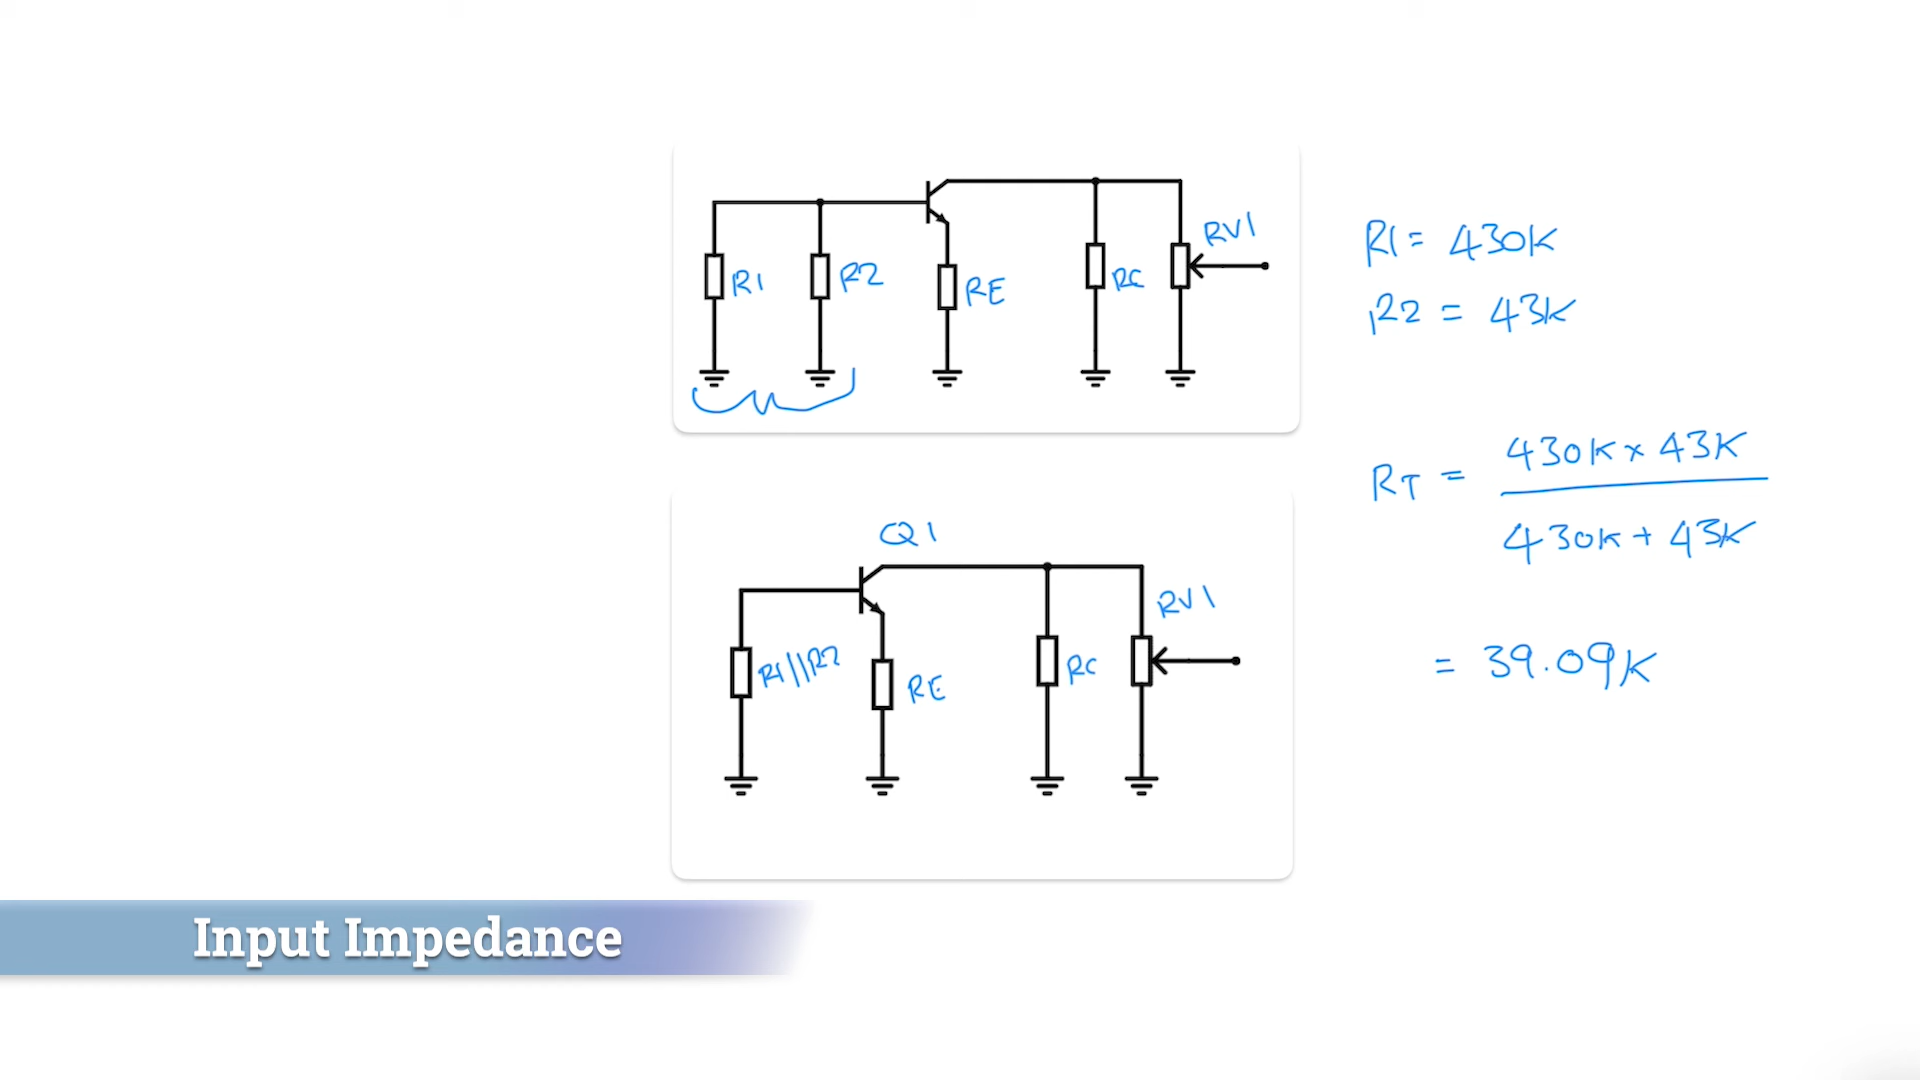 RV1
R1
R2
RE
RC
R1 = 430K
R2 = 43K
RT = 430K x 43K
430K + 43K
= 39.09K
Q1
RV1
R1//R2
RE
RC
Input Impedance